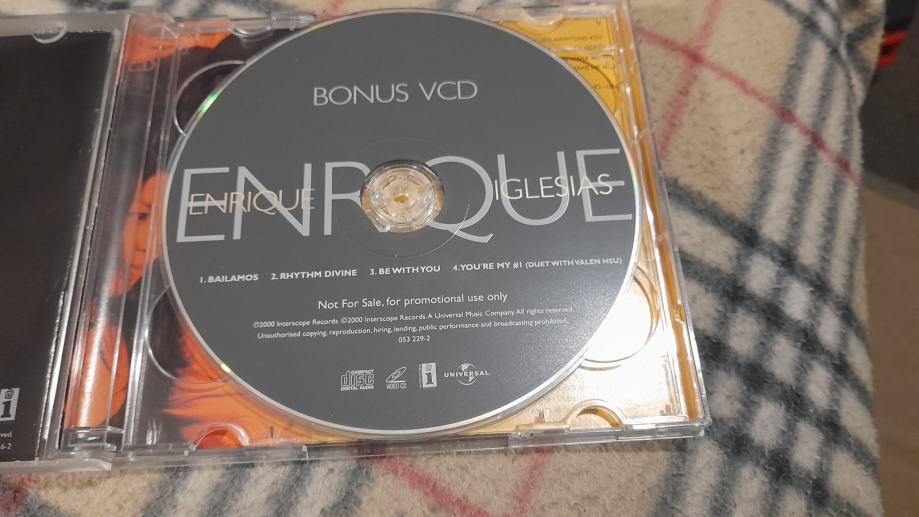 BONUS VCD
ENRIQUE
ENRIQUE IGLESIAS
1. BAILAMOS 2. RHYTHM DIVINE 3. BE WITH YOU 4. YOU'RE MY #1 (DUET WITH VALEN HSU)
Not For Sale, for promotional use only
℗2000 Interscope Records. ©2000 Interscope Records. A Universal Music Company. All rights reserved.
Unauthorised copying, reproduction, hiring, lending, public performance and broadcasting prohibited.
053 229-2
COMPACT
disc
DIGITAL AUDIO
VIDEO CD
i
UNIVERSAL
i
ved.
6-2